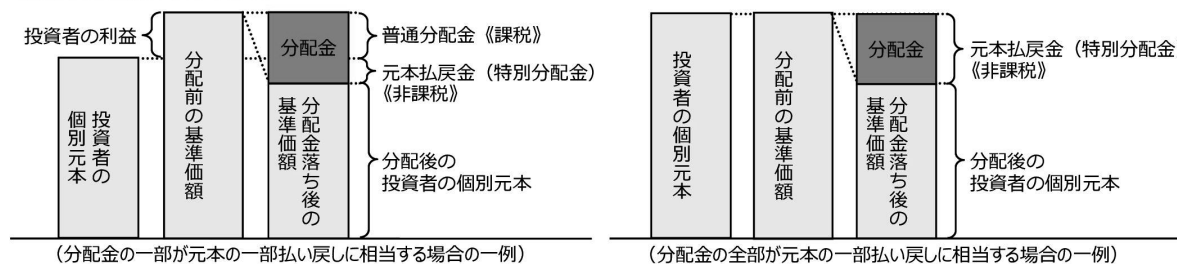 投資者の利益
投資者の
個別元本
分配前の基準価額
分配金
分配金落ち後の
基準価額
普通分配金《課税》
元本払戻金（特別分配金）
《非課税》
分配後の
投資者の個別元本
（分配金の一部が元本の一部払い戻しに相当する場合の一例）
投資者の個別元本
分配前の基準価額
分配金
分配金落ち後の
基準価額
元本払戻金（特別分配金）
《非課税》
分配後の
投資者の個別元本
（分配金の全部が元本の一部払い戻しに相当する場合の一例）